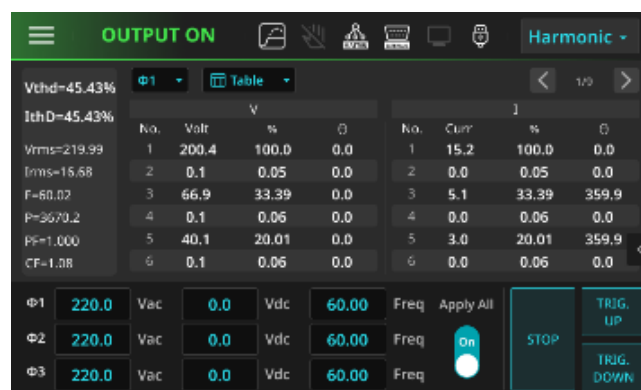 OUTPUT ON
Harmonic
Vthd=45.43%
Φ1
Table
1/9
IthD=45.43%
V
I
No. Volt % Θ No. Curr % Θ
Vrms=219.99
1 200.4 100.0 0.0 1 15.2 100.0 0.0
Irms=16.68
2 0.1 0.05 0.0 2 0.0 0.05 0.0
F=60.02
3 66.9 33.39 0.0 3 5.1 33.39 359.9
P=3670.2
4 0.1 0.06 0.0 4 0.0 0.06 0.0
PF=1.000
5 40.1 20.01 0.0 5 3.0 20.01 359.9
CF=1.08
6 0.1 0.06 0.0 6 0.0 0.06 0.0
Φ1 220.0 Vac 0.0 Vdc 60.00 Freq Apply All
Φ2 220.0 Vac 0.0 Vdc 60.00 Freq On
Φ3 220.0 Vac 0.0 Vdc 60.00 Freq
STOP
TRIG. UP
TRIG. DOWN